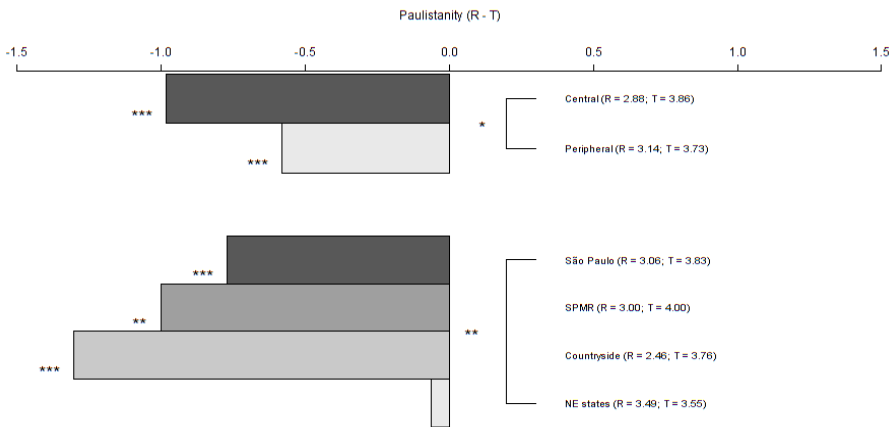 Paulistanity (R - T)
-1.5 -1.0 -0.5 0.0 0.5 1.0 1.5
*** * Central (R = 2.88; T = 3.86)
*** Peripheral (R = 3.14; T = 3.73)
*** São Paulo (R = 3.06; T = 3.83)
** SPMR (R = 3.00; T = 4.00)
**
*** Countryside (R = 2.46; T = 3.76)
NE states (R = 3.49; T = 3.55)